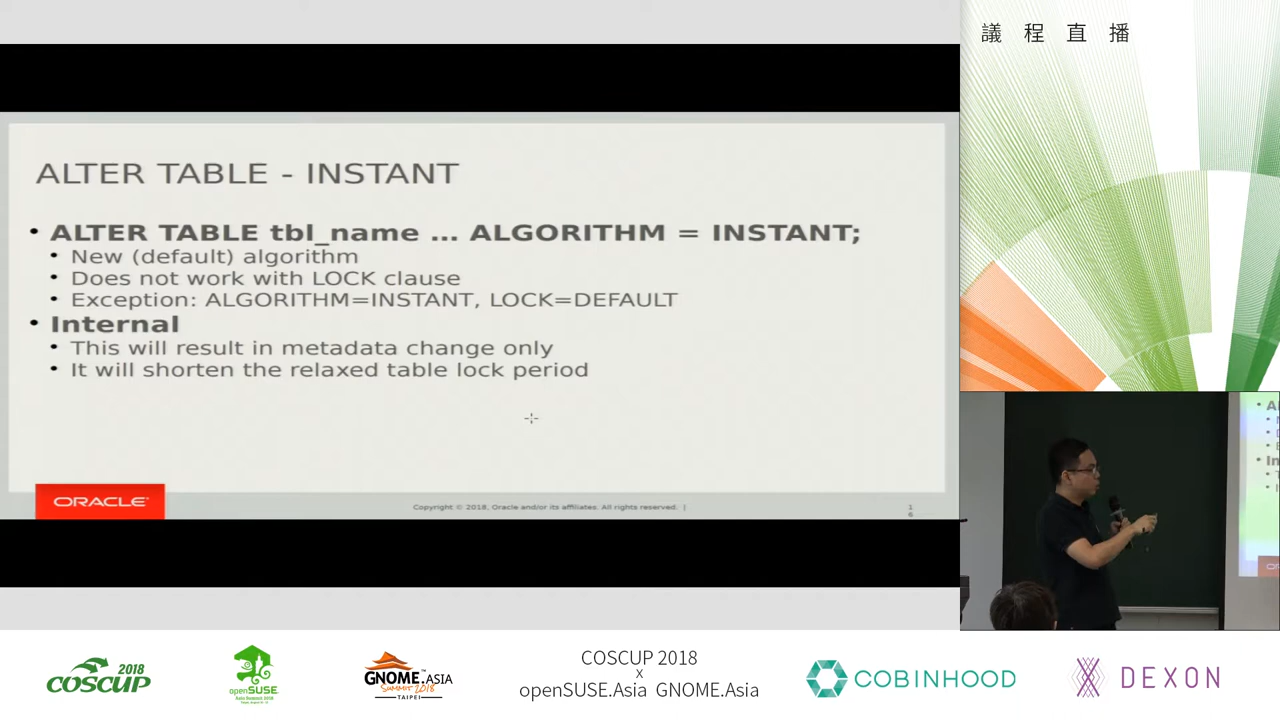 議程直播
ALTER TABLE - INSTANT
• ALTER TABLE tbl_name ... ALGORITHM = INSTANT;
• New (default) algorithm
• Does not work with LOCK clause
• Exception: ALGORITHM=INSTANT, LOCK=DEFAULT
• Internal
• This will result in metadata change only
• It will shorten the relaxed table lock period
ORACLE
Copyright © 2018, Oracle and/or its affiliates. All rights reserved. |
16
2018
COSCUP
openSUSE
GNOME.ASIA
SUMMIT 2018
TAIPEI
COSCUP 2018
x
openSUSE.Asia GNOME.Asia
COBINHOOD
DEXON